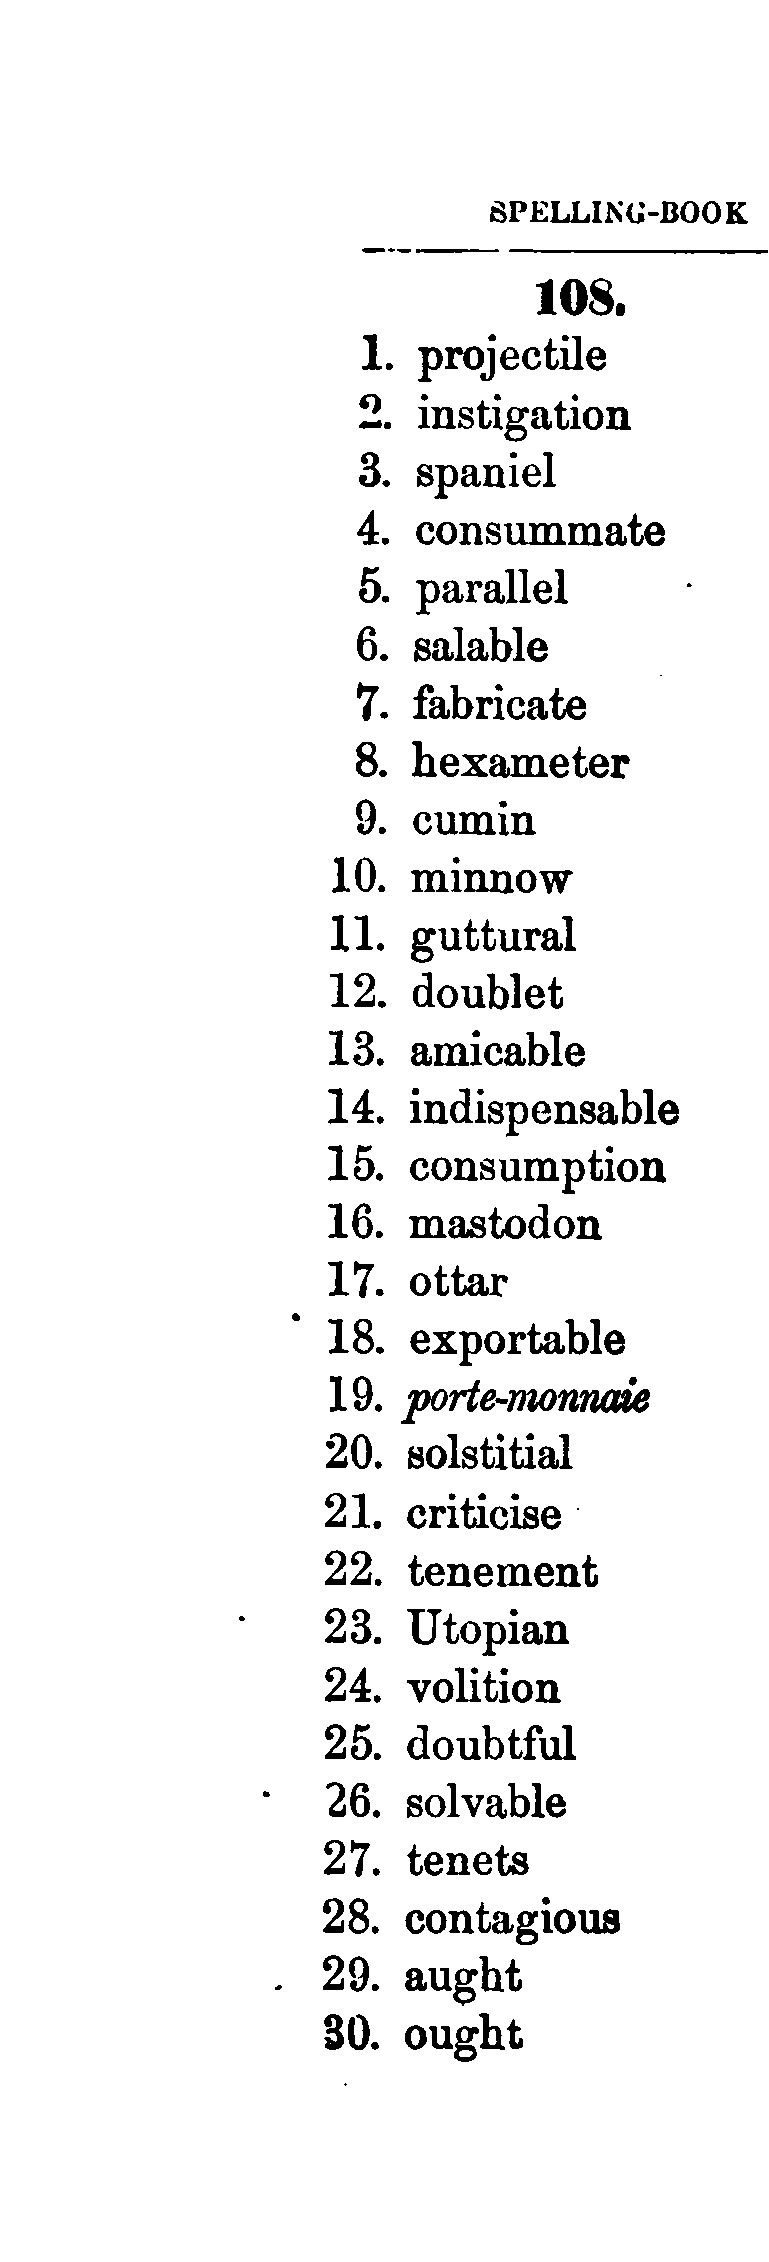 SPELLING-BOOK
108.
1. projectile
2. instigation
3. spaniel
4. consummate
5. parallel
6. salable
7. fabricate
8. hexameter
9. cumin
10. minnow
11. guttural
12. doublet
13. amicable
14. indispensable
15. consumption
16. mastodon
17. ottar
18. exportable
19. porte-monnaie
20. solstitial
21. criticise
22. tenement
23. Utopian
24. volition
25. doubtful
26. solvable
27. tenets
28. contagious
29. aught
30. ought